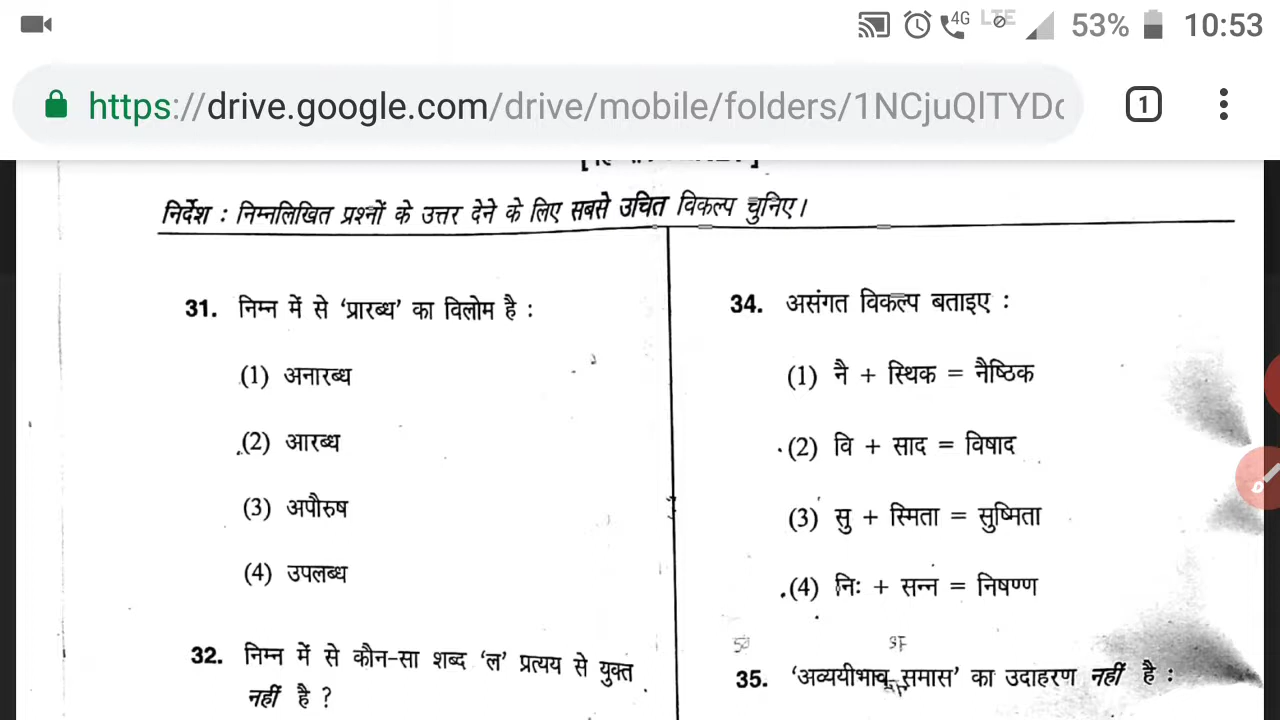 4G LTE 53% 10:53
https://drive.google.com/drive/mobile/folders/1NCjuQlTYD 1
निर्देश : निम्नलिखित प्रश्नों के उत्तर देने के लिए सबसे उचित विकल्प चुनिए।
31. निम्न में से ‘प्रारब्ध’ का विलोम है :
(1) अनारब्ध
(2) आरब्ध
(3) अपौरुष
(4) उपलब्ध
32. निम्न में से कौन-सा शब्द ‘ल’ प्रत्यय से युक्त
नहीं है ?
34. असंगत विकल्प बताइए :
(1) नै + स्थिक = नैष्ठिक
(2) वि + साद = विषाद
(3) सु + स्मिता = सुष्मिता
(4) निः + सन्न = निषण्ण
35. ‘अव्ययीभाव समास’ का उदाहरण नहीं है :